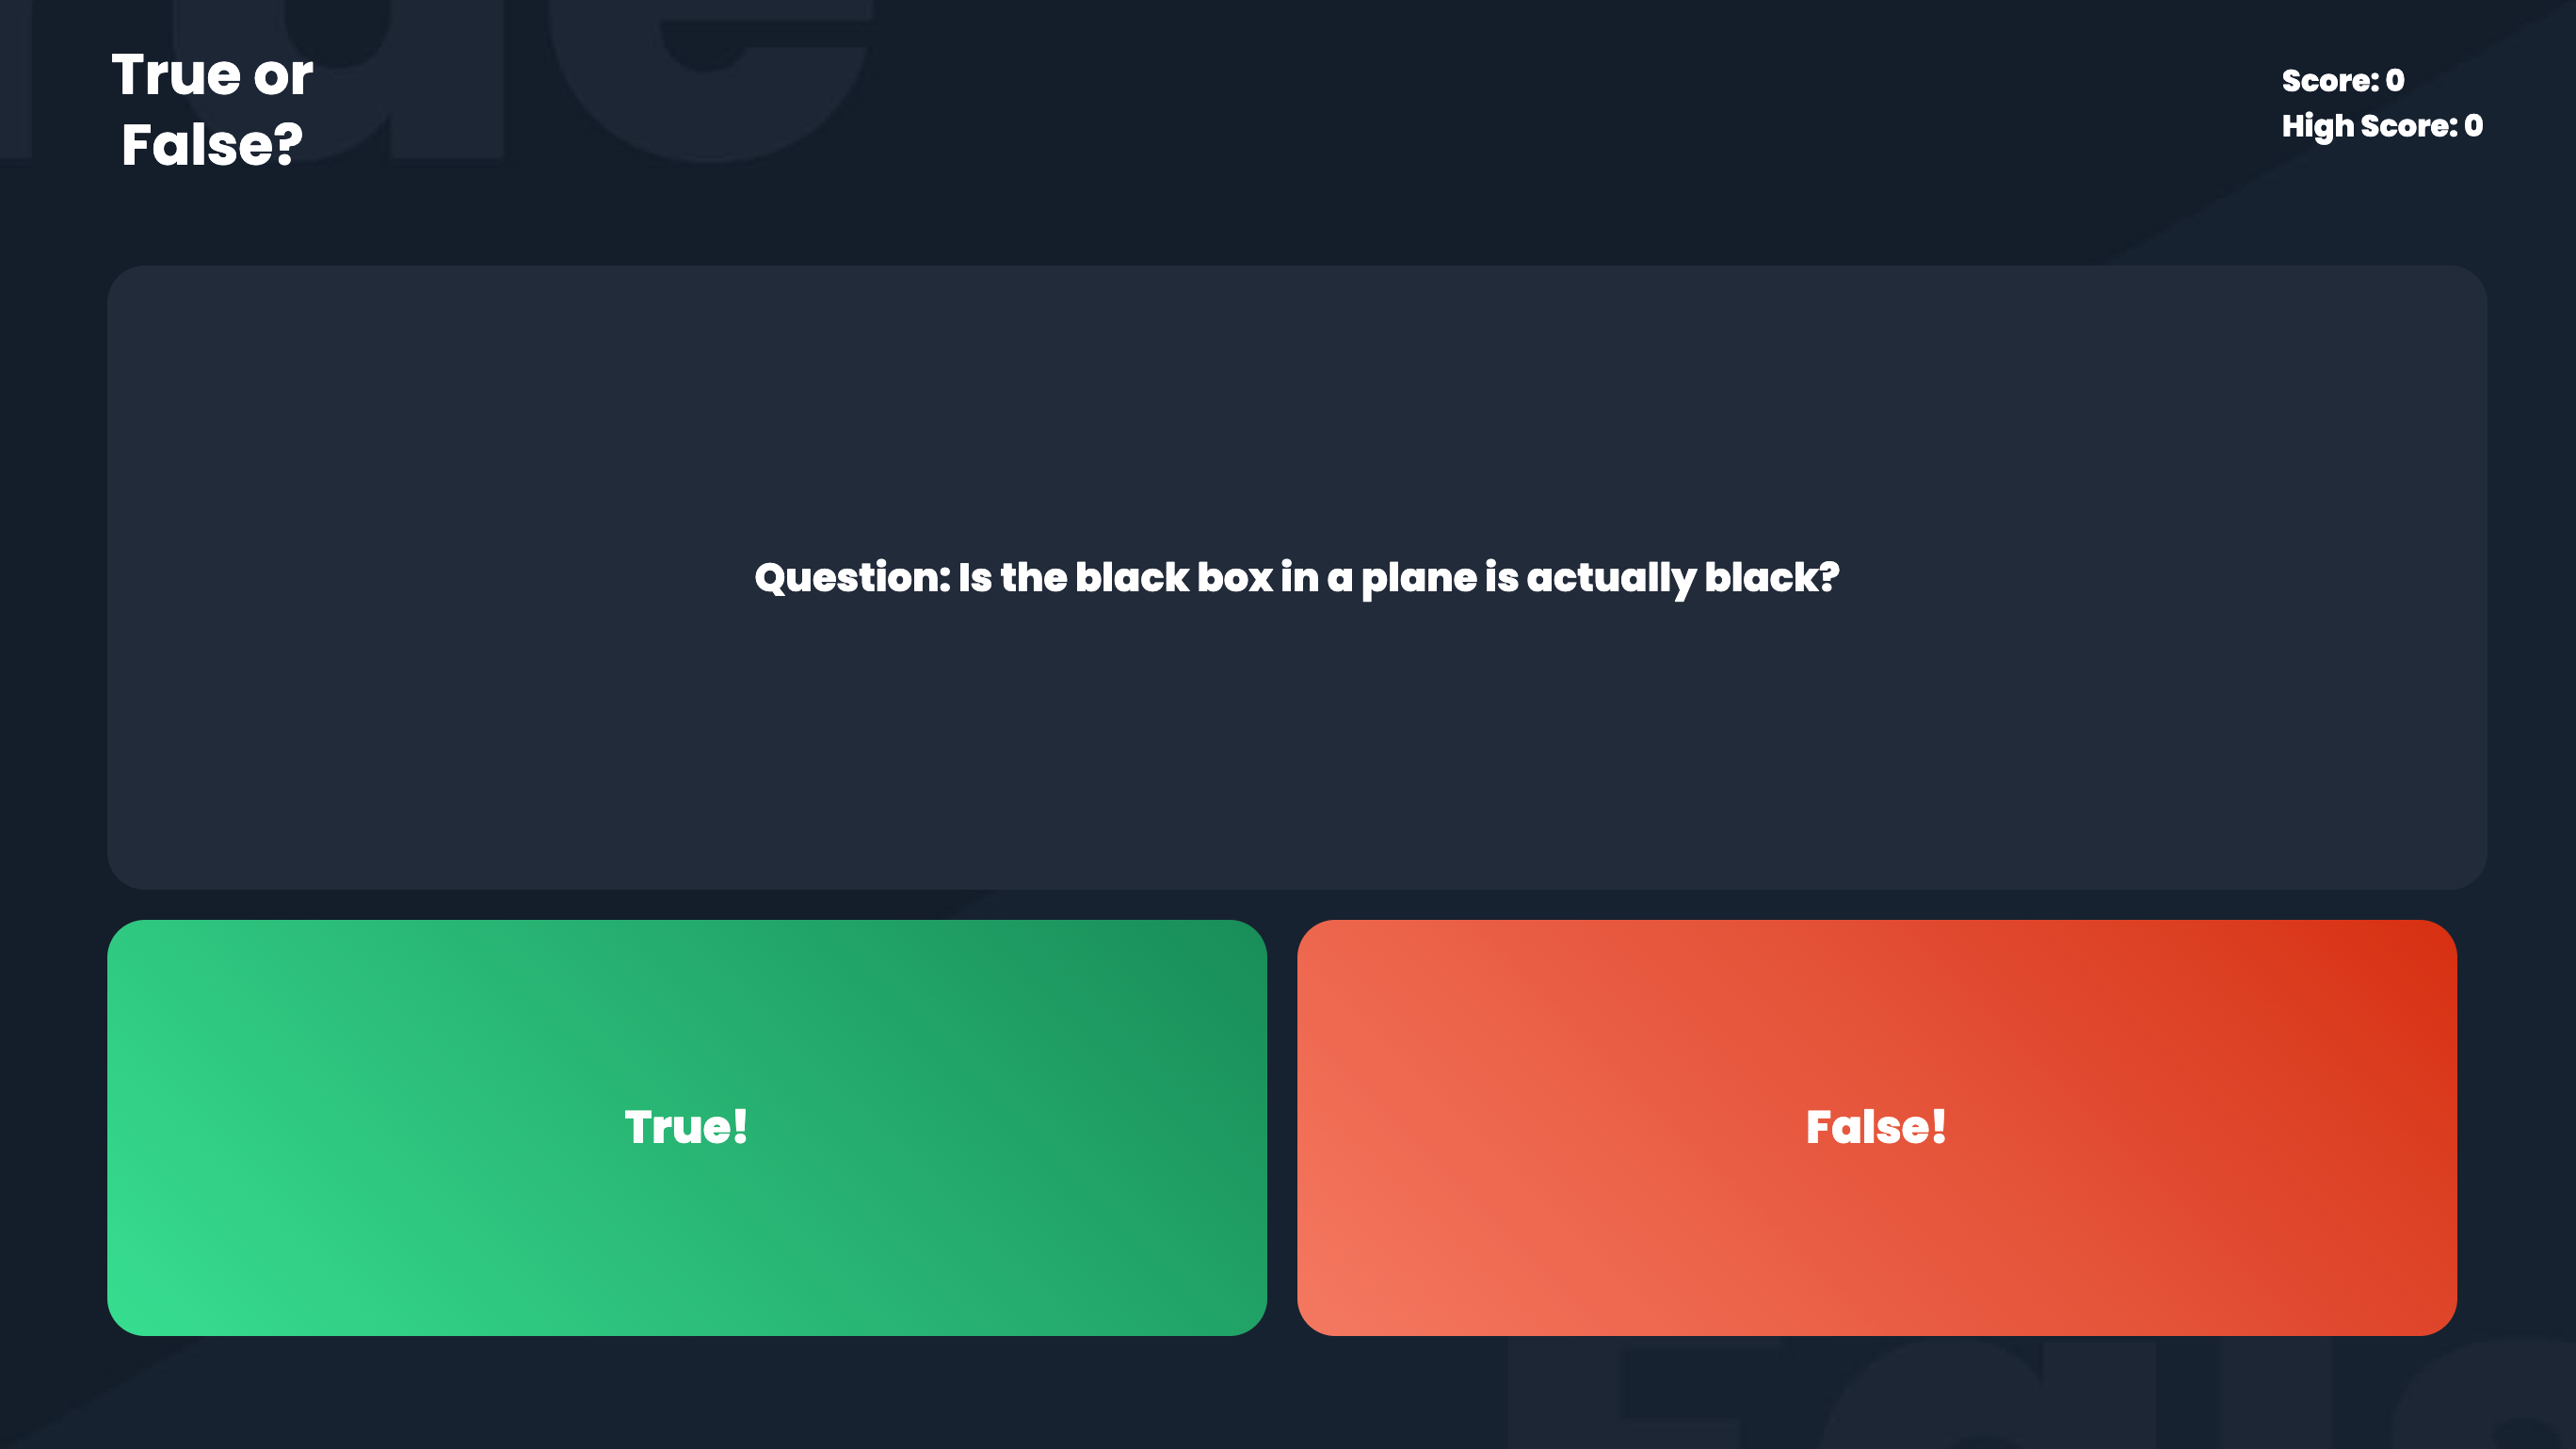 True or
False?
Score: 0
High Score: 0
Question: Is the black box in a plane is actually black?
True!
False!